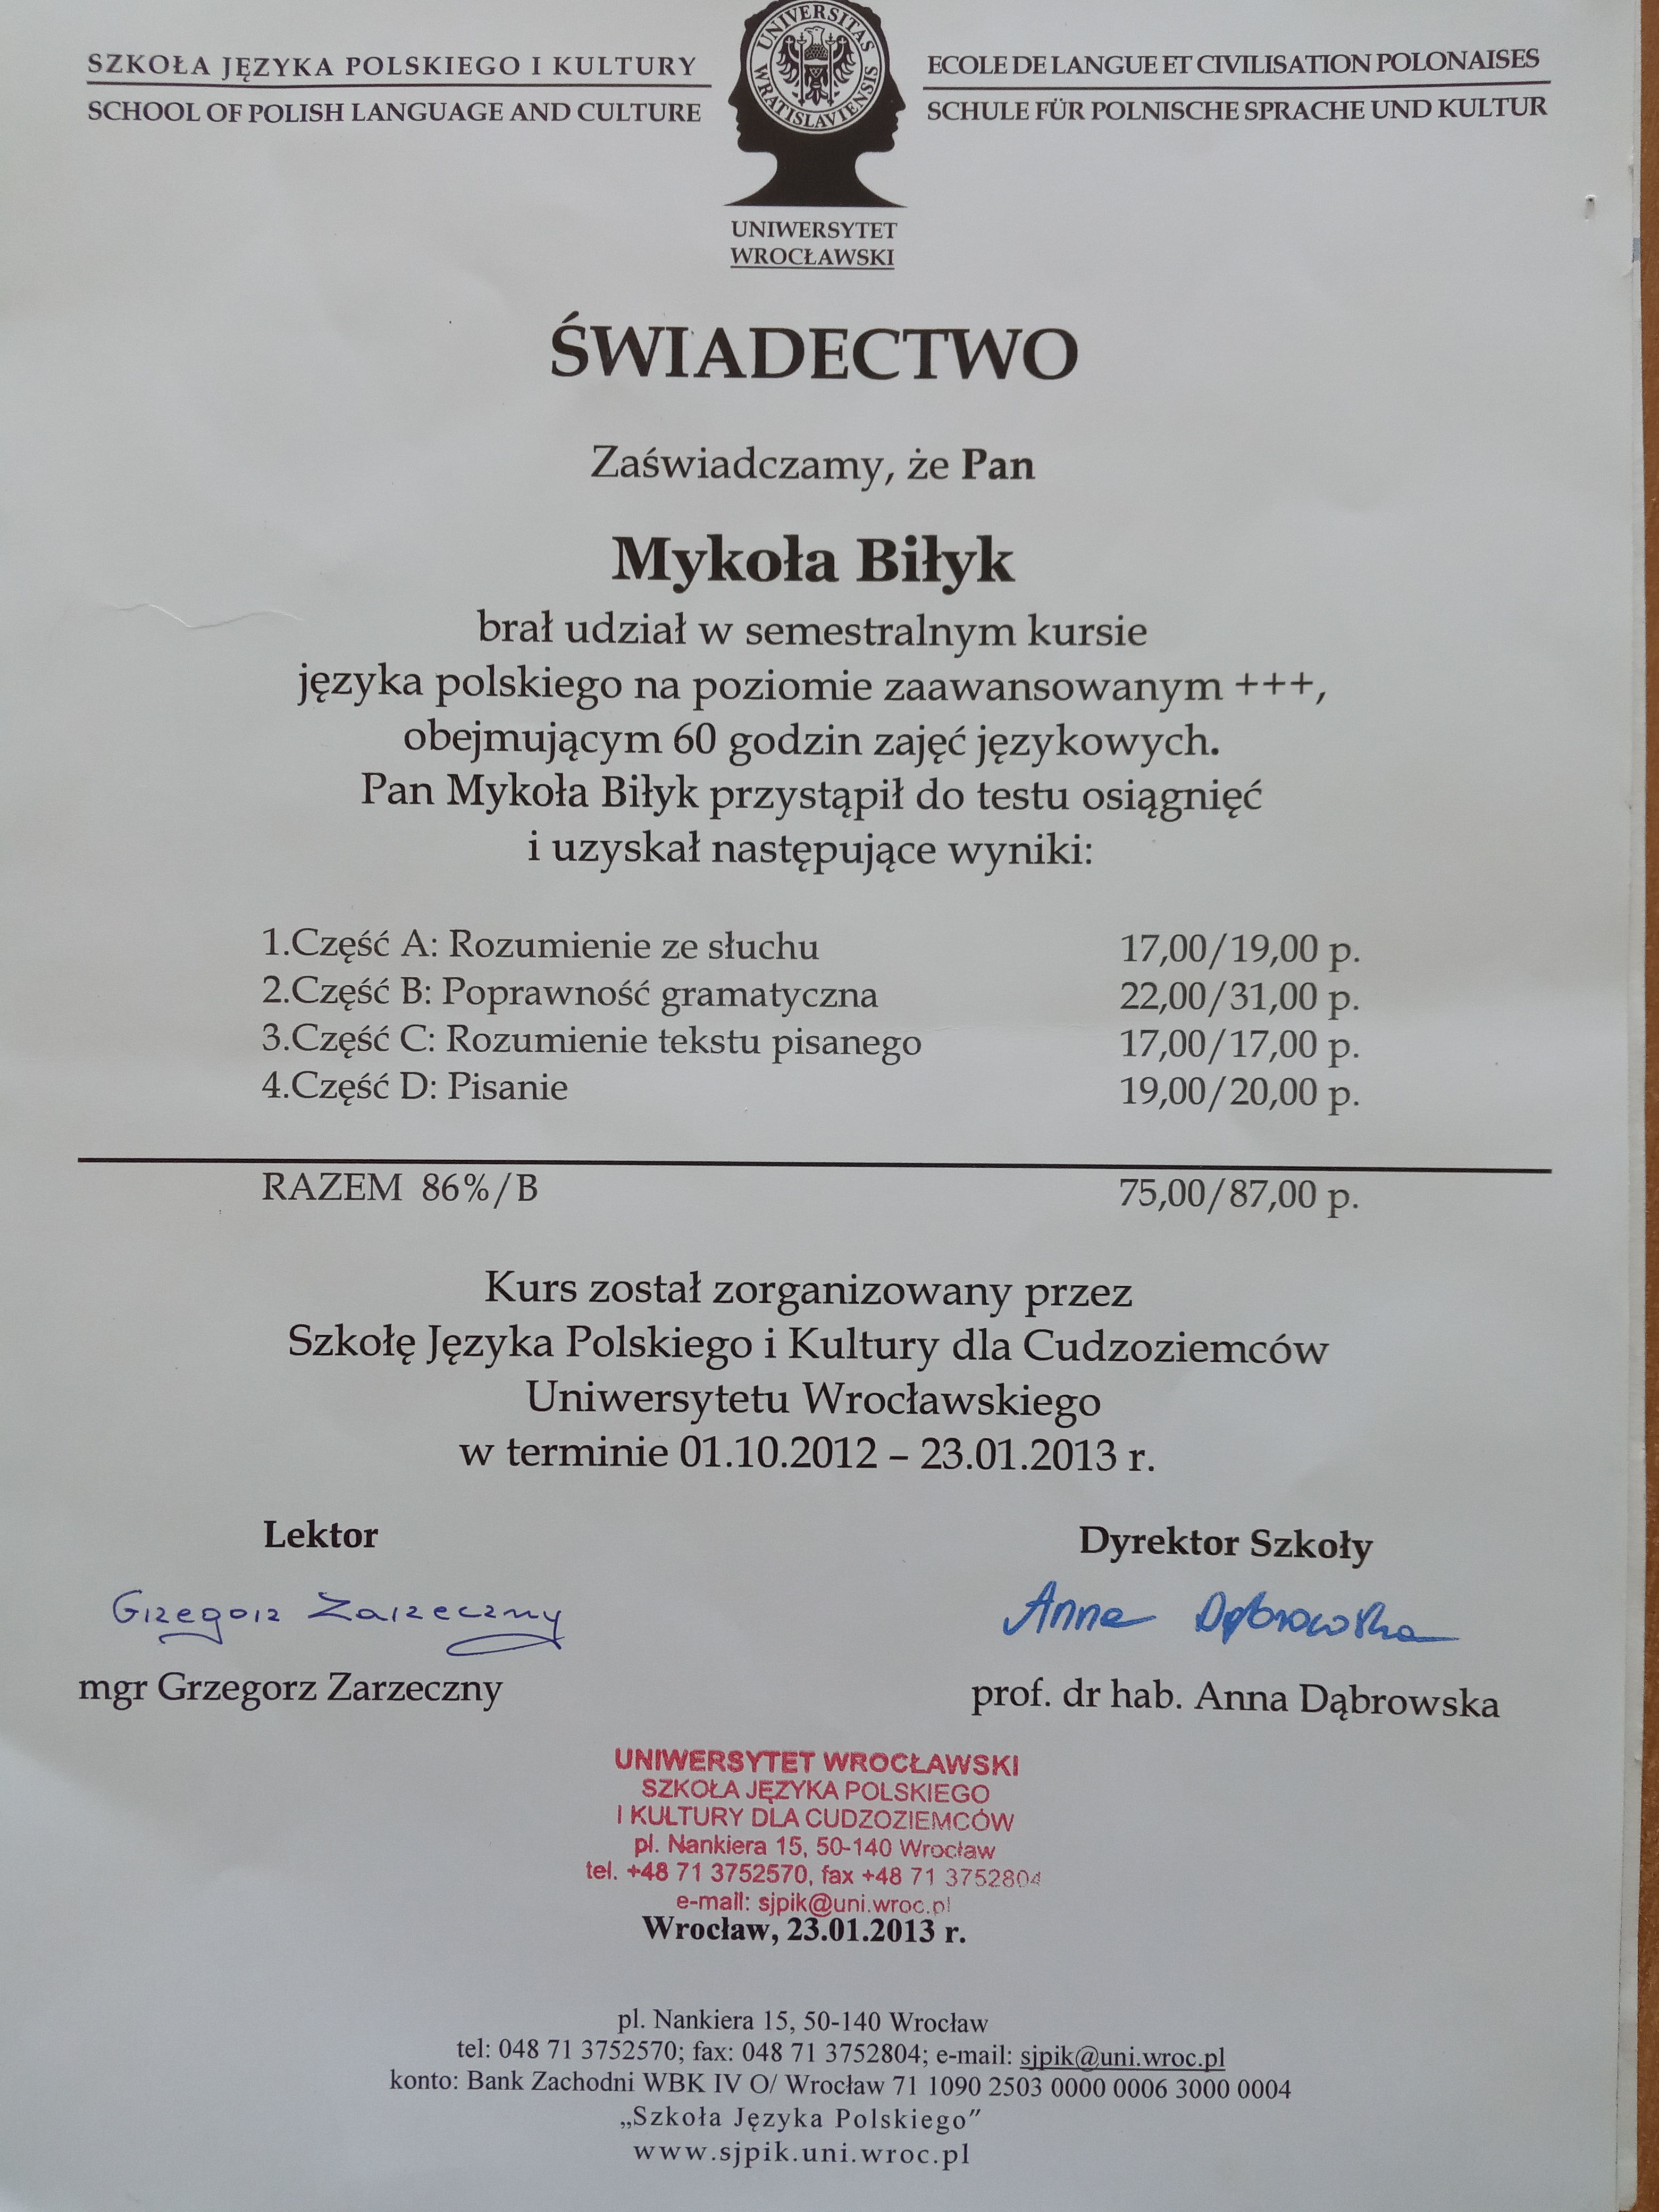 SZKOŁA JĘZYKA POLSKIEGO I KULTURY
SCHOOL OF POLISH LANGUAGE AND CULTURE
UNIVERSITAS WRATISLAVIENSIS
ECOLE DE LANGUE ET CIVILISATION POLONAISES
SCHULE FÜR POLNISCHE SPRACHE UND KULTUR
UNIWERSYTET
WROCŁAWSKI
ŚWIADECTWO
Zaświadczamy, że Pan
Mykoła Biłyk
brał udział w semestralnym kursie
języka polskiego na poziomie zaawansowanym +++,
obejmującym 60 godzin zajęć językowych.
Pan Mykoła Biłyk przystąpił do testu osiągnięć
i uzyskał następujące wyniki:
1.Część A: Rozumienie ze słuchu 17,00/19,00 p.
2.Część B: Poprawność gramatyczna 22,00/31,00 p.
3.Część C: Rozumienie tekstu pisanego 17,00/17,00 p.
4.Część D: Pisanie 19,00/20,00 p.
RAZEM 86%/B 75,00/87,00 p.
Kurs został zorganizowany przez
Szkołę Języka Polskiego i Kultury dla Cudzoziemców
Uniwersytetu Wrocławskiego
w terminie 01.10.2012 – 23.01.2013 r.
Lektor
Grzegorz Zarzeczny
mgr Grzegorz Zarzeczny
Dyrektor Szkoły
Anna Dąbrowska
prof. dr hab. Anna Dąbrowska
UNIWERSYTET WROCŁAWSKI
SZKOŁA JĘZYKA POLSKIEGO
I KULTURY DLA CUDZOZIEMCÓW
pl. Nankiera 15, 50-140 Wrocław
tel. +48 71 3752570, fax +48 71 3752804
e-mail: sjpik@uni.wroc.pl
Wrocław, 23.01.2013 r.
pl. Nankiera 15, 50-140 Wrocław
tel: 048 71 3752570; fax: 048 71 3752804; e-mail: sjpik@uni.wroc.pl
konto: Bank Zachodni WBK IV O/ Wrocław 71 1090 2503 0000 0006 3000 0004
„Szkoła Języka Polskiego”
www.sjpik.uni.wroc.pl